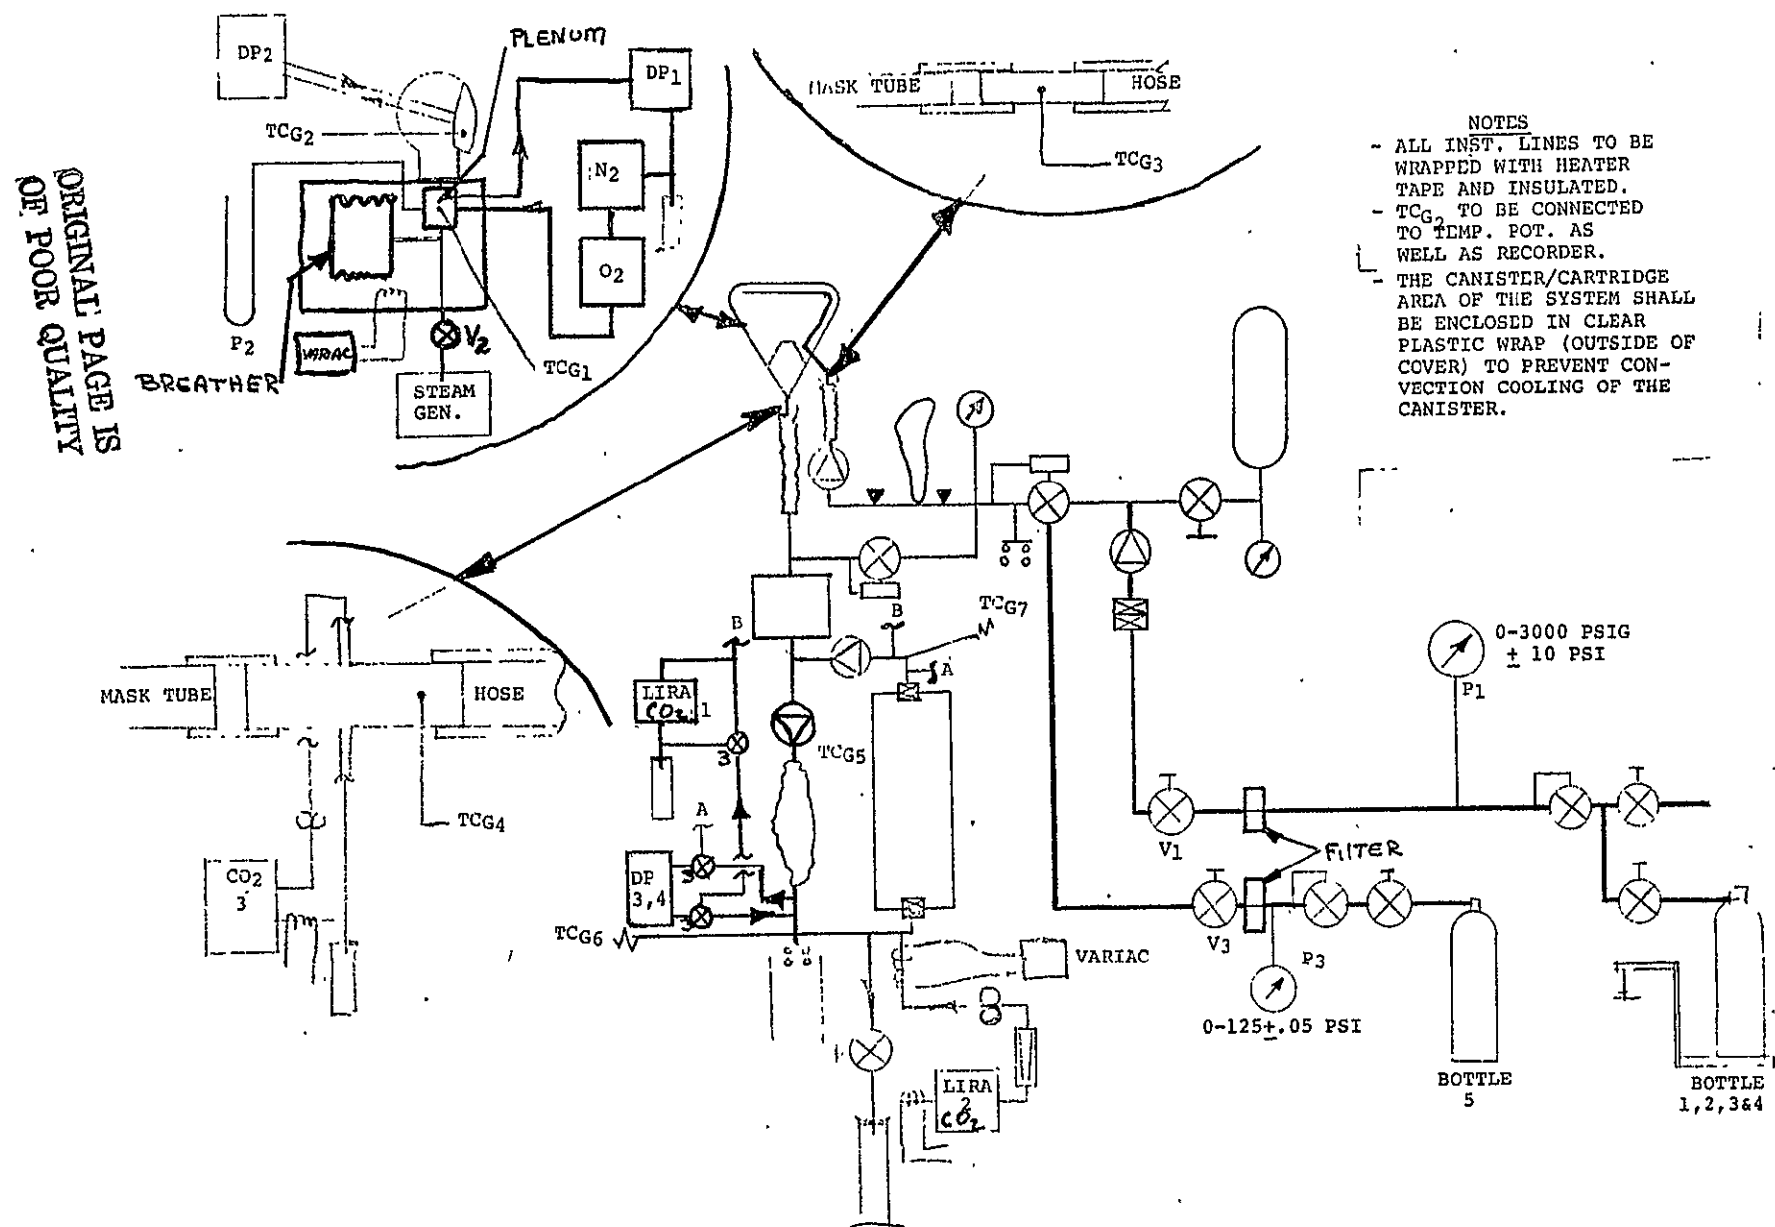 ORIGINAL PAGE IS
OF POOR QUALITY
DP2
PLENUM
DP1
TCG2
N2
O2
P2
V2
VARIAC
BREATHER
TCG1
STEAM
GEN.
MASK TUBE
HOSE
TCG3
NOTES
- ALL INST. LINES TO BE
WRAPPED WITH HEATER
TAPE AND INSULATED.
- TCG2 TO BE CONNECTED
TO TEMP. POT. AS
WELL AS RECORDER.
- THE CANISTER/CARTRIDGE
AREA OF THE SYSTEM SHALL
BE ENCLOSED IN CLEAR
PLASTIC WRAP (OUTSIDE OF
COVER) TO PREVENT CON-
VECTION COOLING OF THE
CANISTER.
MASK TUBE
HOSE
TCG4
CO2
3
B
LIRA
CO2 1
3
A
DP
3,4
3
3
TCG5
TCG6
B
TCG7
A
VARIAC
LIRA
2
CO2
0-3000 PSIG
± 10 PSI
P1
V1
FILTER
V3
P3
0-125±.05 PSI
BOTTLE
5
BOTTLE
1,2,3&4